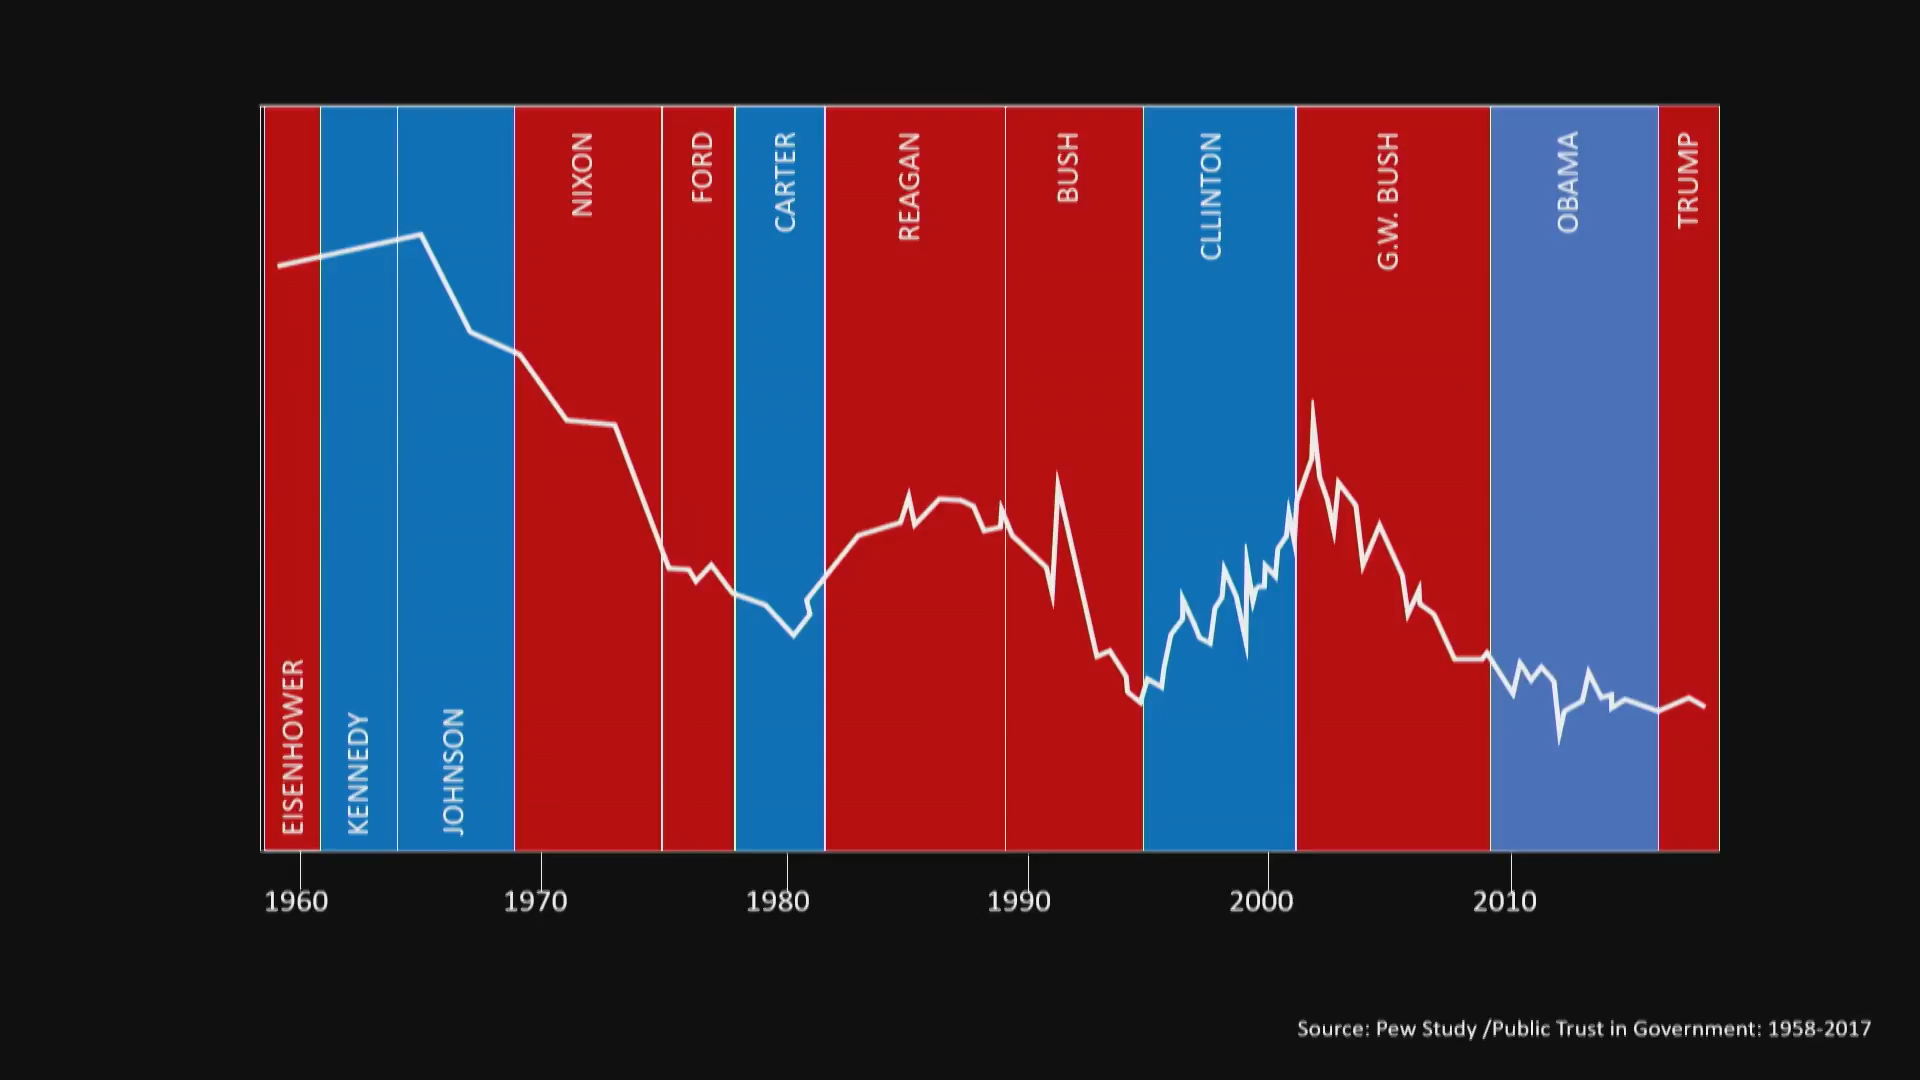 EISENHOWER
KENNEDY
JOHNSON
NIXON
FORD
CARTER
REAGAN
BUSH
CLLINTON
G.W. BUSH
OBAMA
TRUMP
1960
1970
1980
1990
2000
2010
Source: Pew Study /Public Trust in Government: 1958-2017